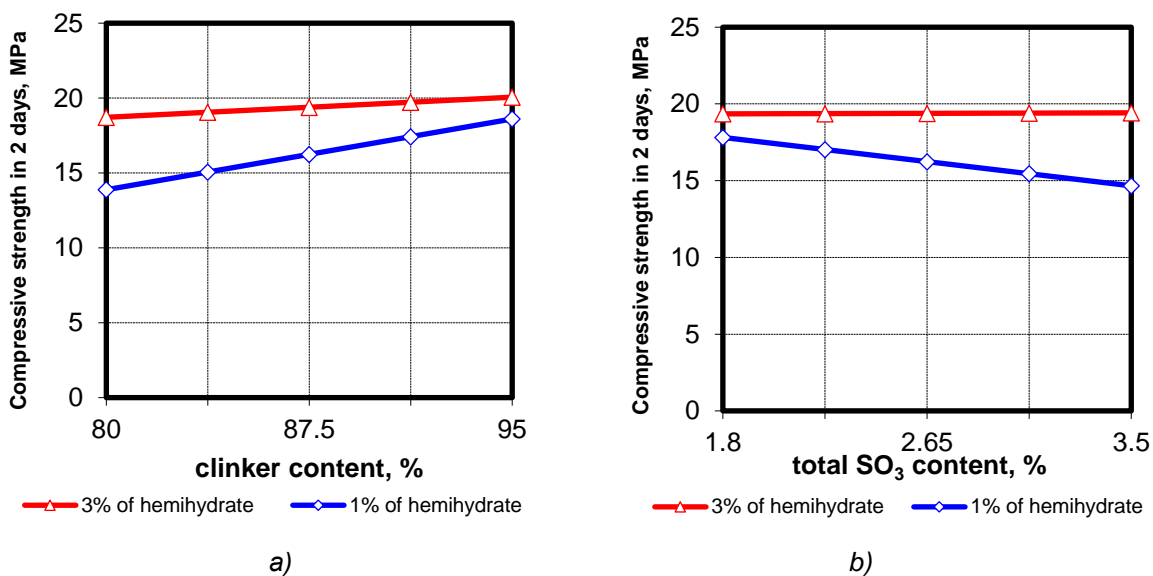 Compressive strength in 2 days, MPa
25
20
15
10
5
0
80
87.5
95
clinker content, %
3% of hemihydrate
1% of hemihydrate
a)
Compressive strength in 2 days, MPa
25
20
15
10
5
0
1.8
2.65
3.5
total SO₃ content, %
3% of hemihydrate
1% of hemihydrate
b)